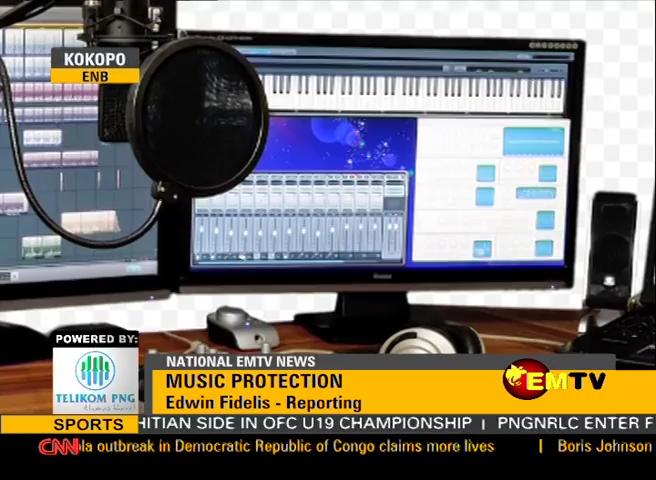 KOKOPO
ENB
POWERED BY:
TELIKOM PNG
NATIONAL EMTV NEWS
MUSIC PROTECTION
Edwin Fidelis - Reporting
EMTV
SPORTS
HITIAN SIDE IN OFC U19 CHAMPIONSHIP | PNGNRLC ENTER F
CNN
la outbreak in Democratic Republic of Congo claims more lives | Boris Johnson